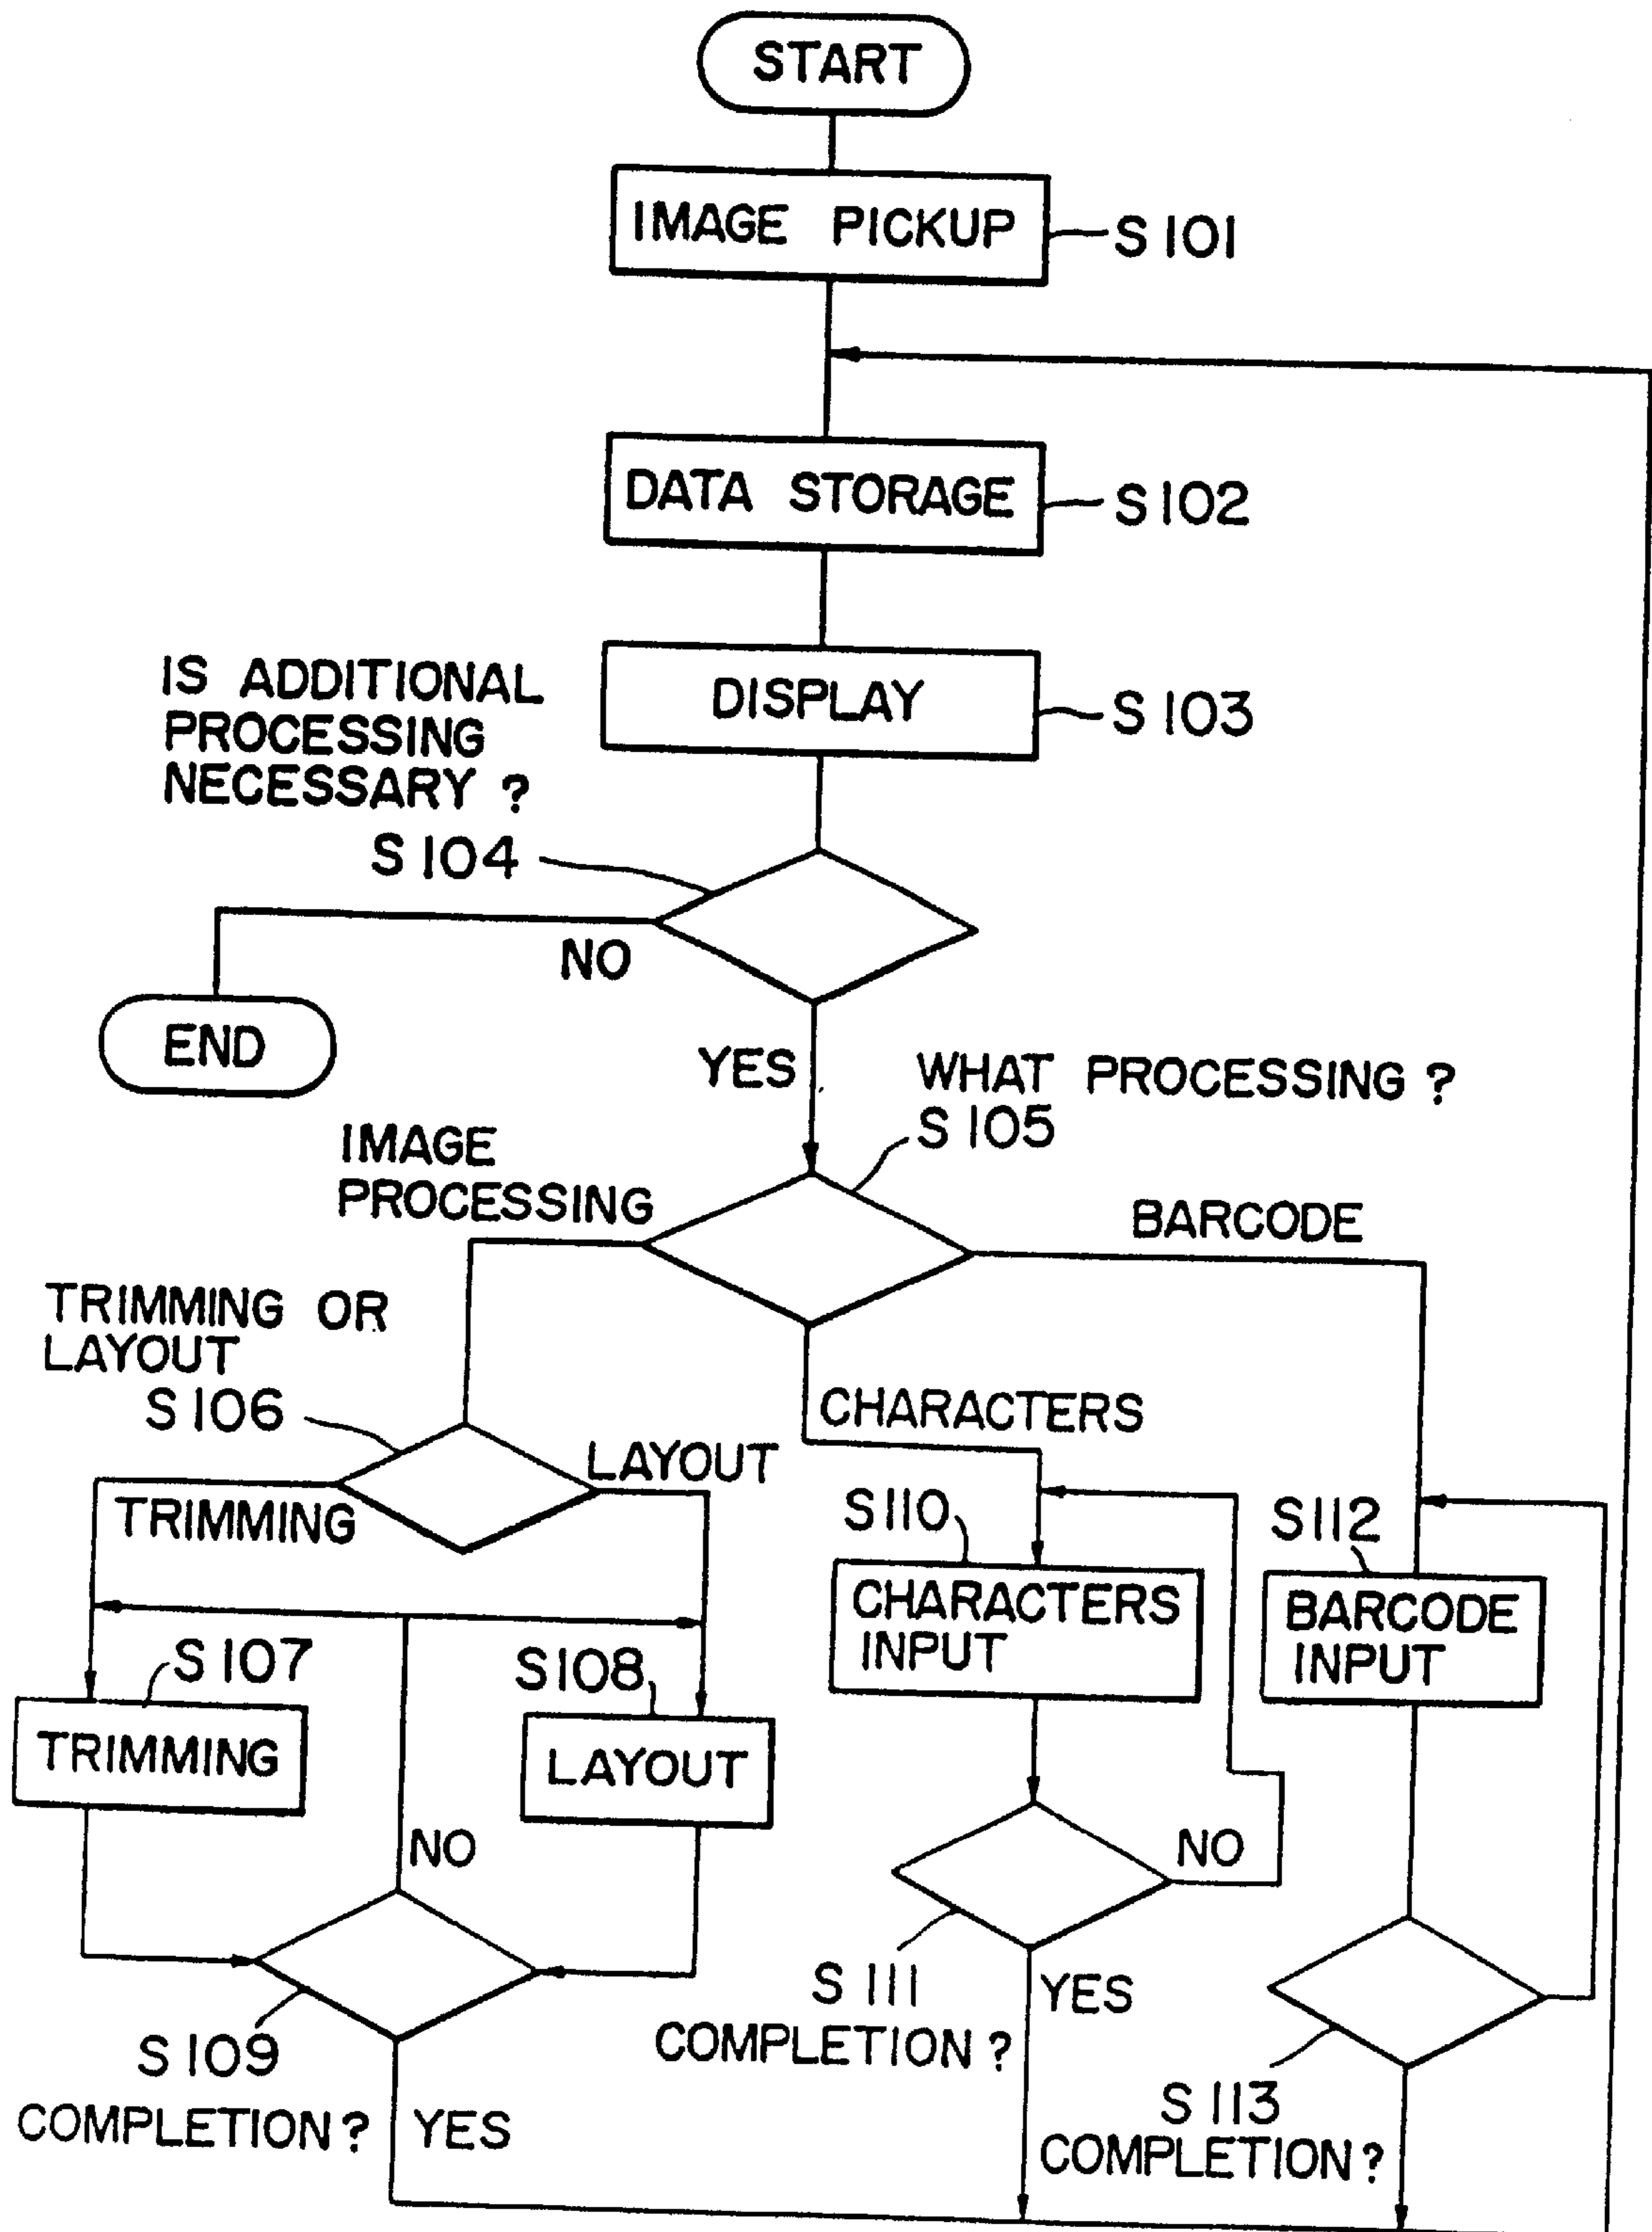 START
IMAGE PICKUP
S101
DATA STORAGE
S102
DISPLAY
S103
IS ADDITIONAL
PROCESSING
NECESSARY ?
S104
NO
END
YES
WHAT PROCESSING ?
S105
IMAGE
PROCESSING
BARCODE
TRIMMING OR
LAYOUT
S106
CHARACTERS
LAYOUT
TRIMMING
S110
S112
CHARACTERS
INPUT
BARCODE
INPUT
S107
S108
TRIMMING
LAYOUT
NO
NO
S109
COMPLETION ?
YES
S111
COMPLETION ?
YES
S113
COMPLETION ?